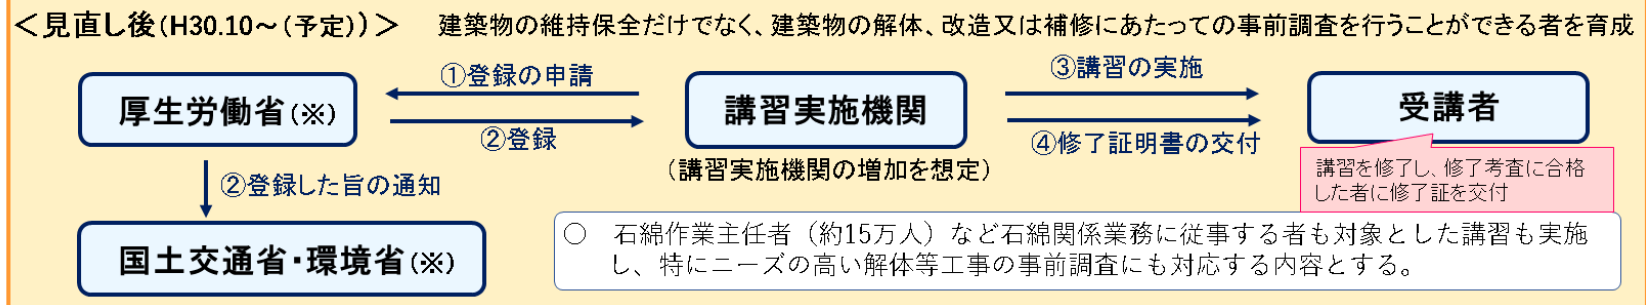 ＜見直し後(H30.10～(予定))＞　建築物の維持保全だけでなく、建築物の解体、改造又は補修にあたっての事前調査を行うことができる者を育成
①登録の申請
③講習の実施
厚生労働省(※)
講習実施機関
受講者
②登録
④修了証明書の交付
(講習実施機関の増加を想定)
講習を修了し、修了考査に合格
した者に修了証を交付
②登録した旨の通知
国土交通省・環境省(※)
○　石綿作業主任者（約15万人）など石綿関係業務に従事する者も対象とした講習も実施
し、特にニーズの高い解体等工事の事前調査にも対応する内容とする。